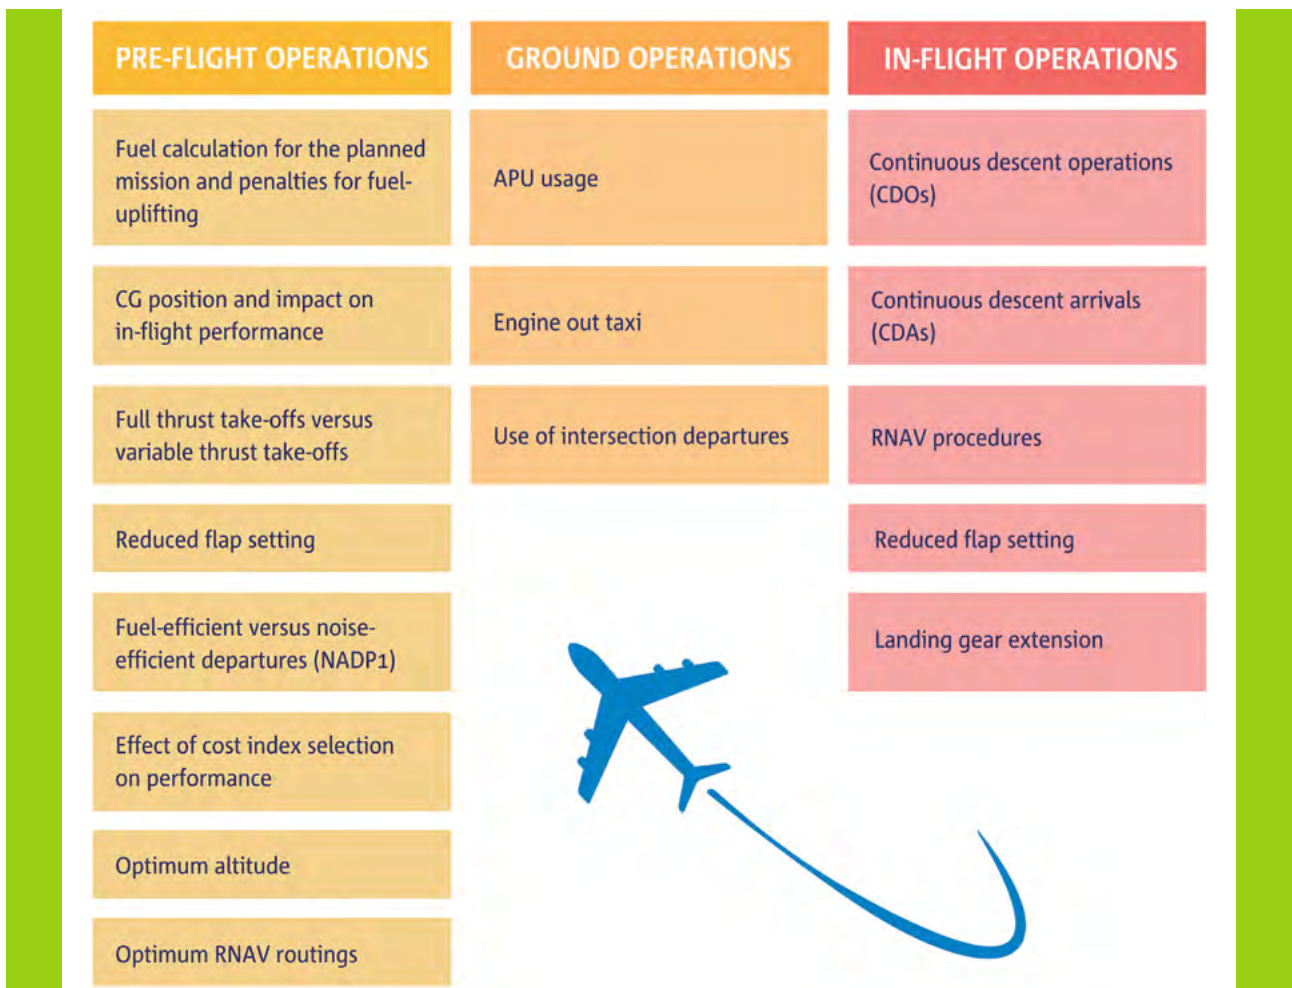 PRE-FLIGHT OPERATIONS
Fuel calculation for the planned
mission and penalties for fuel-
uplifting
CG position and impact on
in-flight performance
Full thrust take-offs versus
variable thrust take-offs
Reduced flap setting
Fuel-efficient versus noise-
efficient departures (NADP1)
Effect of cost index selection
on performance
Optimum altitude
Optimum RNAV routings
GROUND OPERATIONS
APU usage
Engine out taxi
Use of intersection departures
IN-FLIGHT OPERATIONS
Continuous descent operations
(CDOs)
Continuous descent arrivals
(CDAs)
RNAV procedures
Reduced flap setting
Landing gear extension